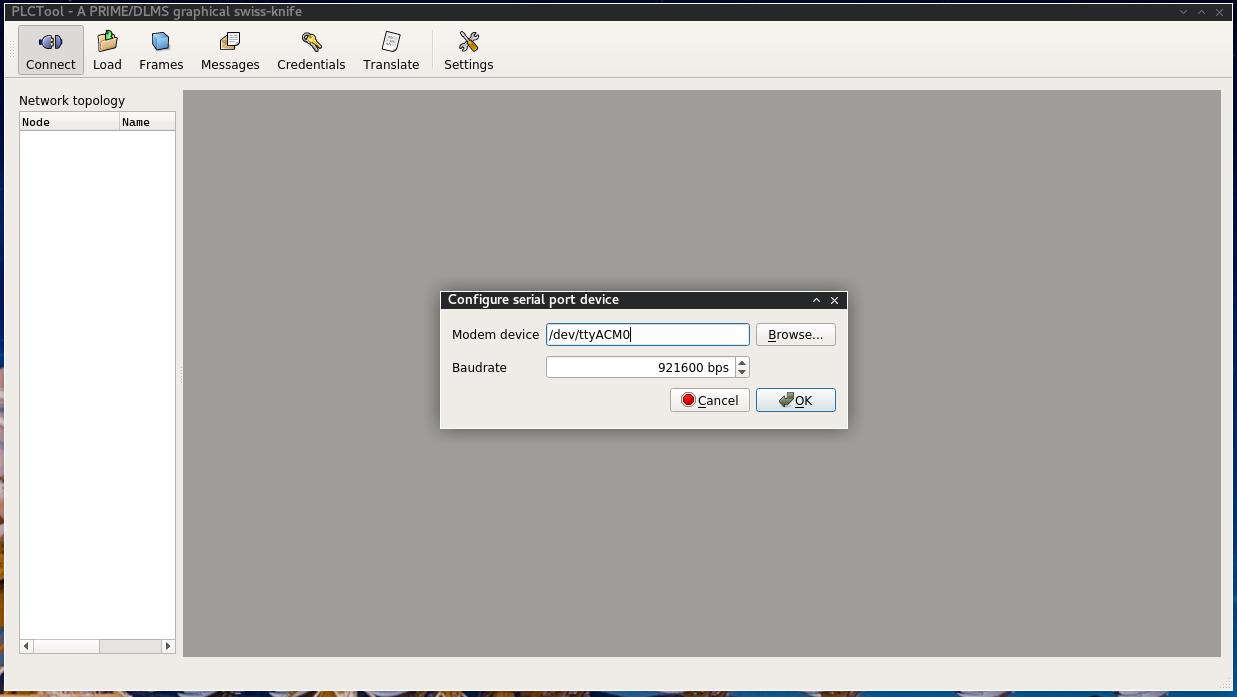 PLCTool - A PRIME/DLMS graphical swiss-knife
Connect Load Frames Messages Credentials Translate Settings
Network topology
Node Name
Configure serial port device
Modem device /dev/ttyACM0 Browse...
Baudrate 921600 bps
Cancel OK